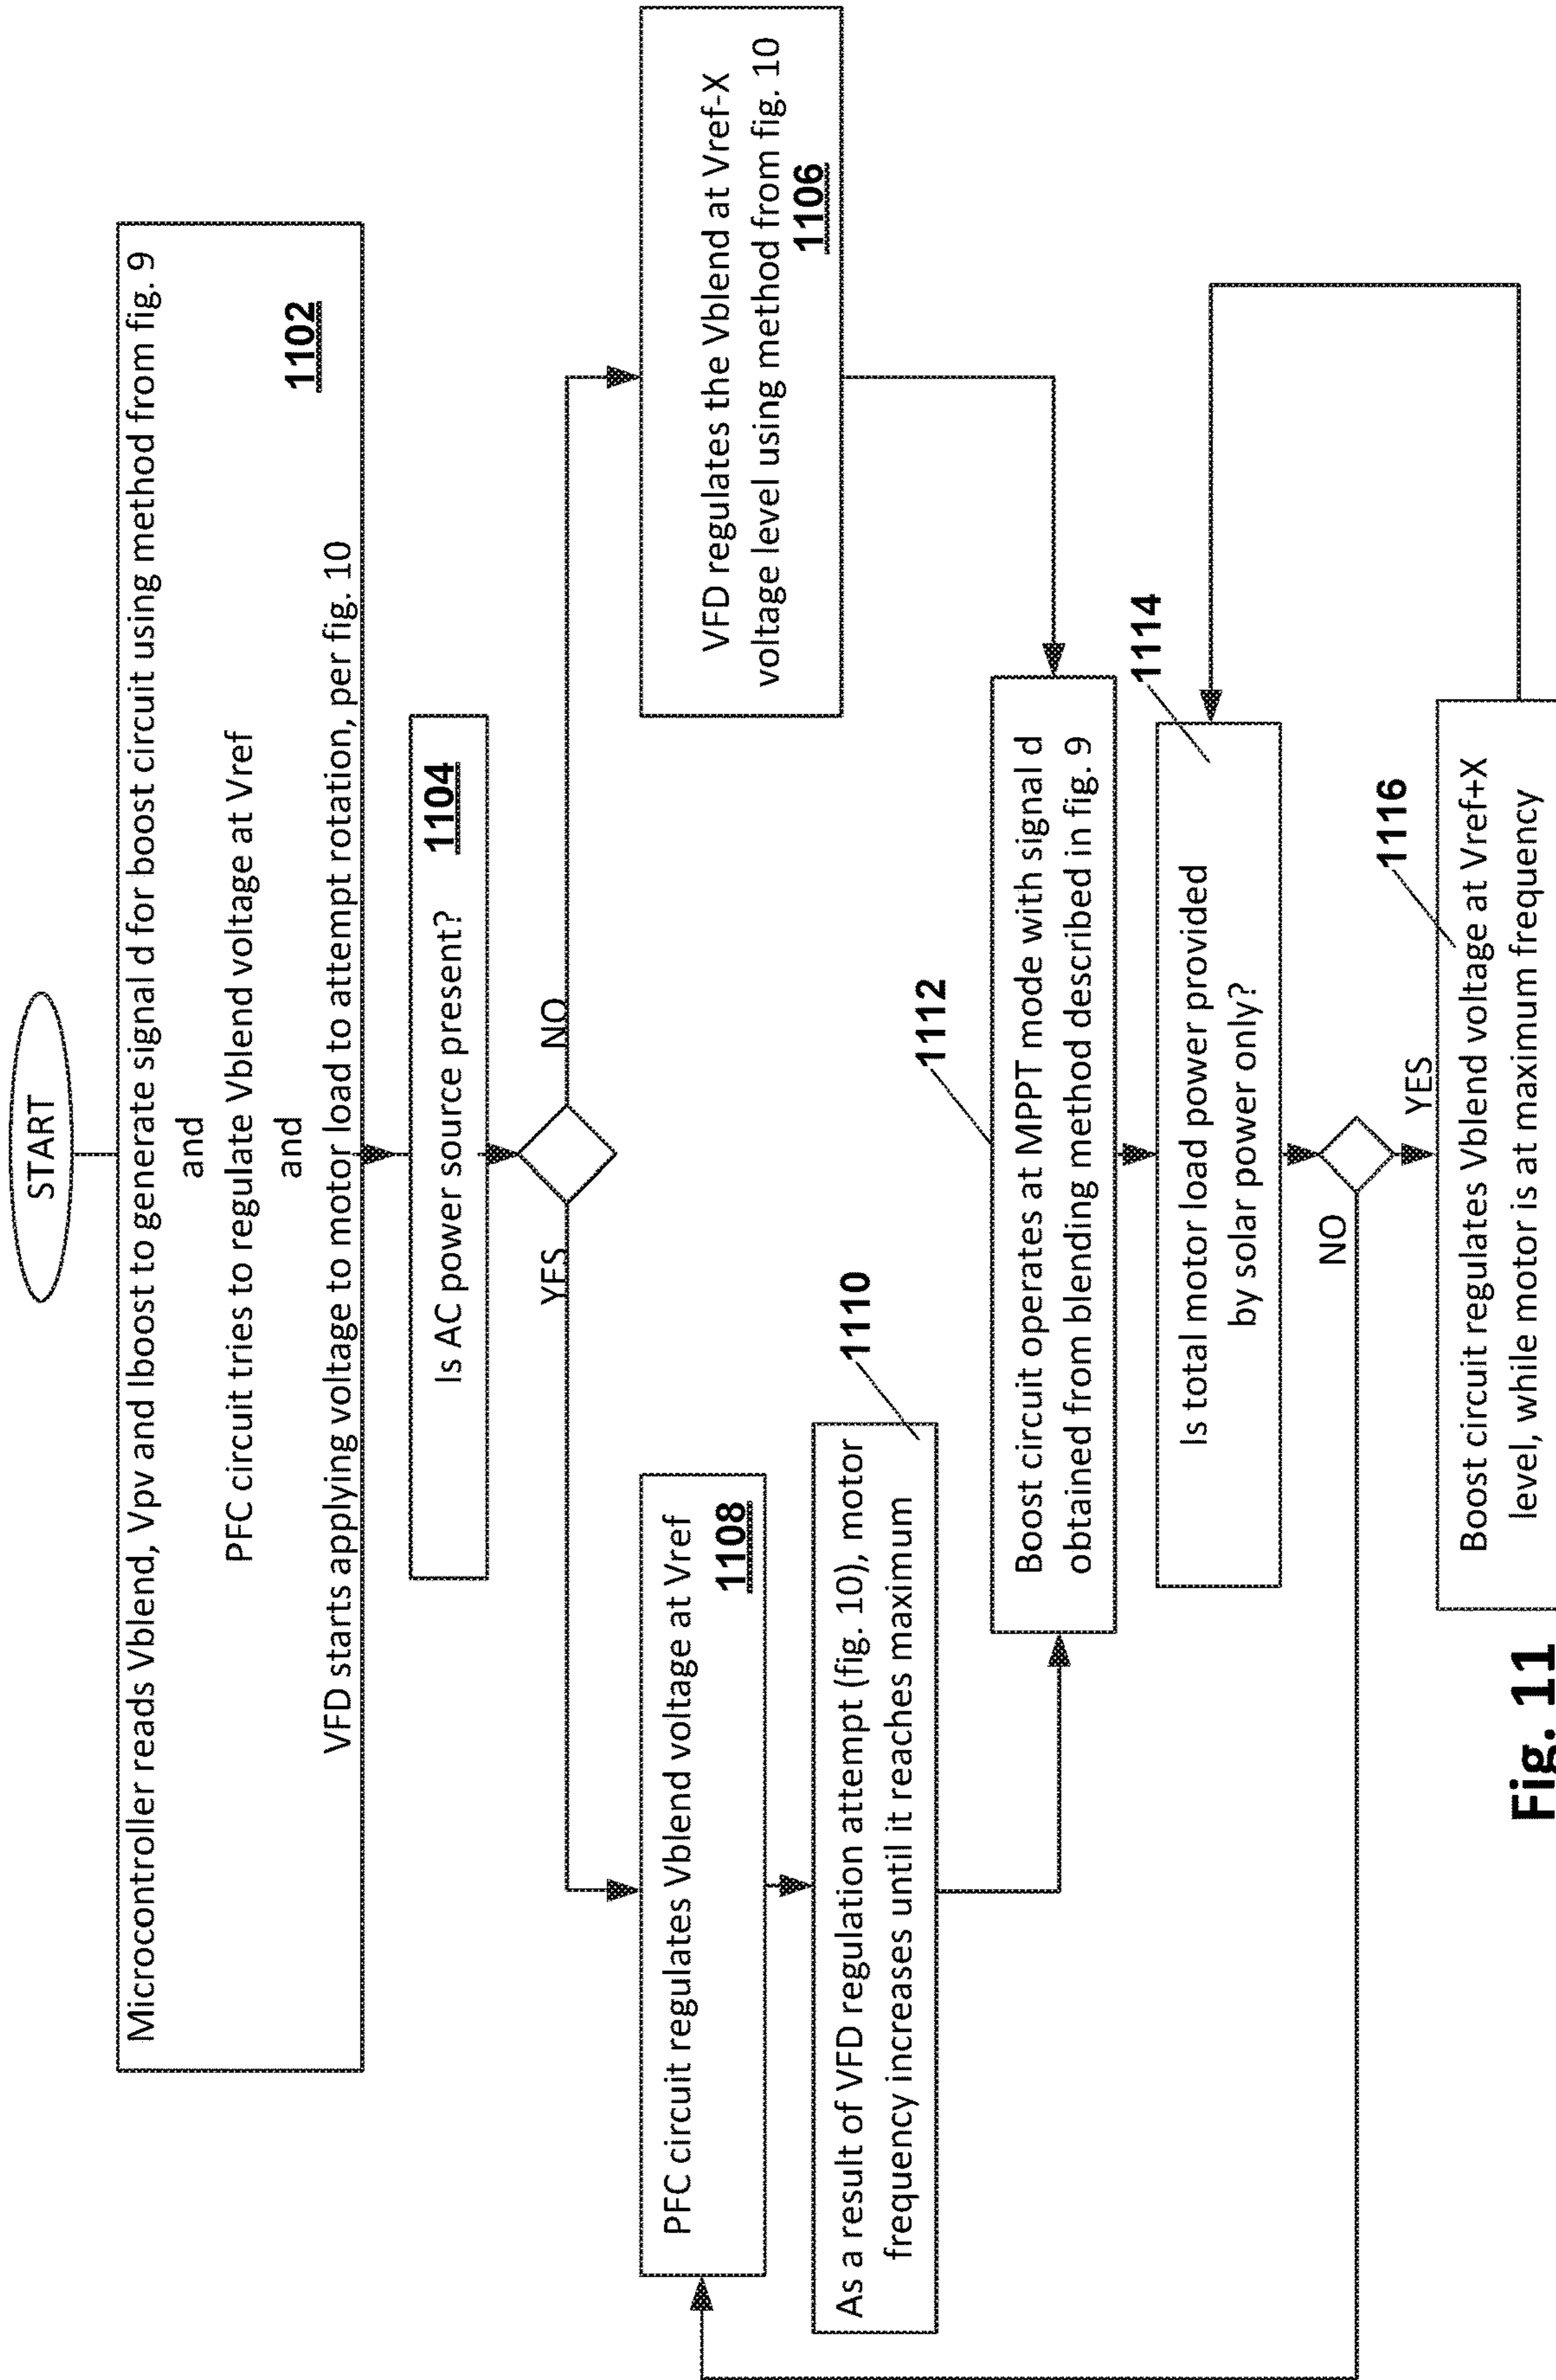 START
Microcontroller reads Vblend, Vpv and Iboost to generate signal d for boost circuit using method from fig. 9
and
PFC circuit tries to regulate Vblend voltage at Vref
and
VFD starts applying voltage to motor load to attempt rotation, per fig. 10
1102
Is AC power source present?
1104
YES
NO
PFC circuit regulates Vblend voltage at Vref
1108
VFD regulates the Vblend at Vref-X
voltage level using method from fig. 10
1106
As a result of VFD regulation attempt (fig. 10), motor
frequency increases until it reaches maximum
1110
1112
Boost circuit operates at MPPT mode with signal d
obtained from blending method described in fig. 9
1114
Is total motor load power provided
by solar power only?
NO
YES
1116
Boost circuit regulates Vblend voltage at Vref+X
level, while motor is at maximum frequency
Fig. 11